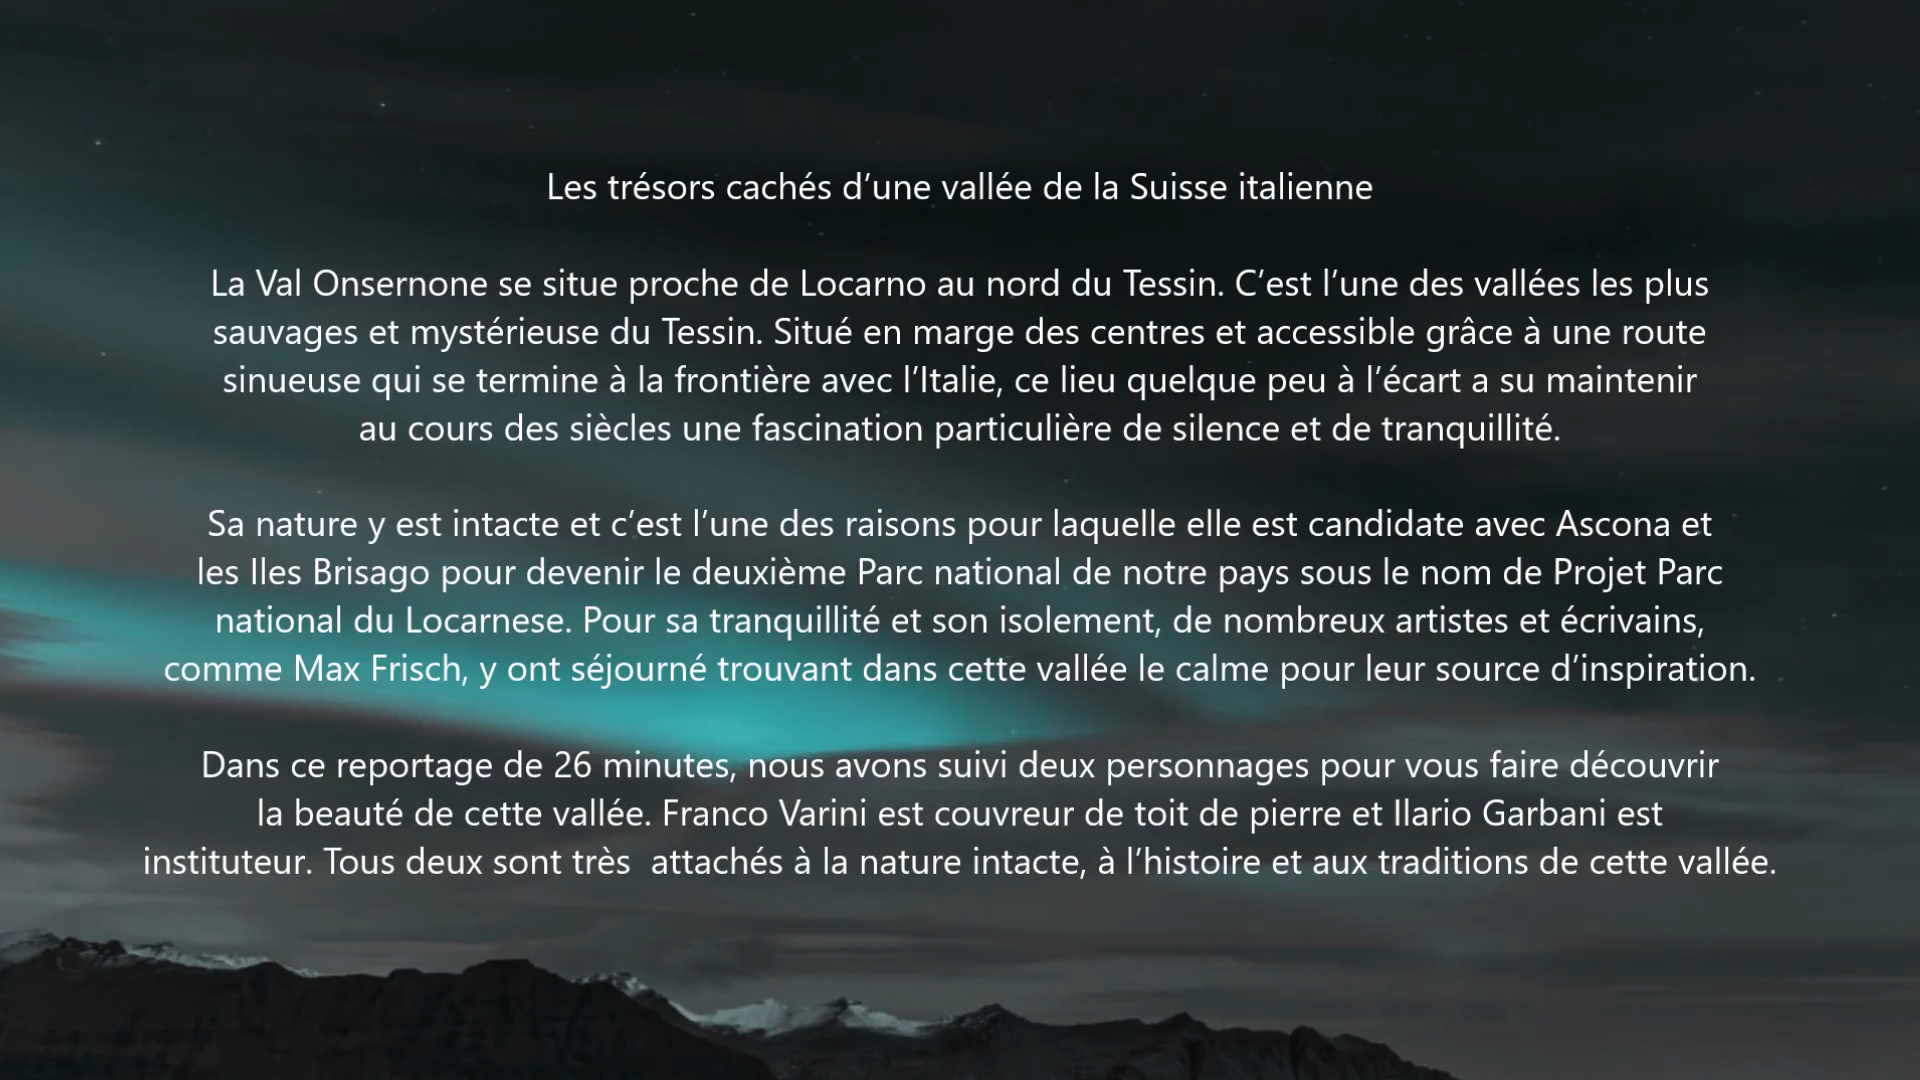 Les trésors cachés d’une vallée de la Suisse italienne
La Val Onsernone se situe proche de Locarno au nord du Tessin. C’est l’une des vallées les plus
sauvages et mystérieuse du Tessin. Situé en marge des centres et accessible grâce à une route
sinueuse qui se termine à la frontière avec l’Italie, ce lieu quelque peu à l’écart a su maintenir
au cours des siècles une fascination particulière de silence et de tranquillité.
Sa nature y est intacte et c’est l’une des raisons pour laquelle elle est candidate avec Ascona et
les Iles Brisago pour devenir le deuxième Parc national de notre pays sous le nom de Projet Parc
national du Locarnese. Pour sa tranquillité et son isolement, de nombreux artistes et écrivains,
comme Max Frisch, y ont séjourné trouvant dans cette vallée le calme pour leur source d’inspiration.
Dans ce reportage de 26 minutes, nous avons suivi deux personnages pour vous faire découvrir
la beauté de cette vallée. Franco Varini est couvreur de toit de pierre et Ilario Garbani est
instituteur. Tous deux sont très  attachés à la nature intacte, à l’histoire et aux traditions de cette vallée.